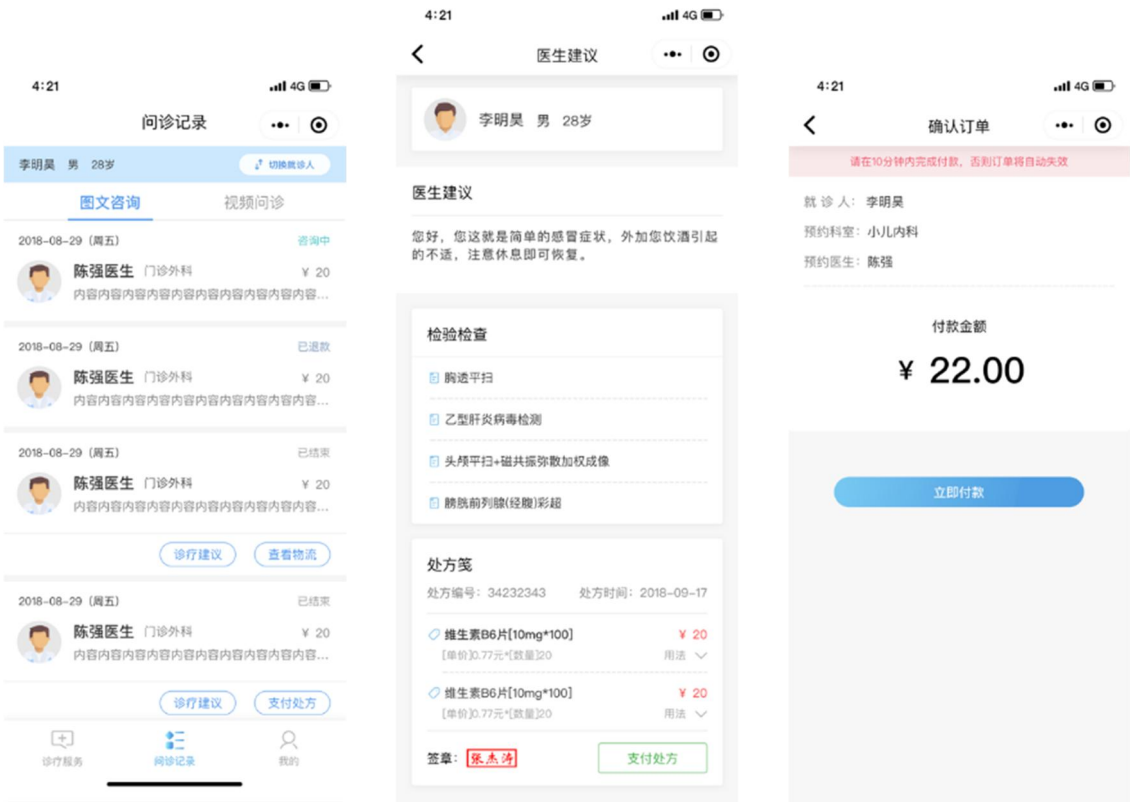 4:21
4G
问诊记录
李明昊 男 28岁
切换就诊人
图文咨询 视频问诊
2018-08-29 (周五) 咨询中
陈强医生 门诊外科 ¥ 20
内容内容内容内容内容内容内容内容内容内容...
2018-08-29 (周五) 已退款
陈强医生 门诊外科 ¥ 20
内容内容内容内容内容内容内容内容内容内容...
2018-08-29 (周五) 已结束
陈强医生 门诊外科 ¥ 20
内容内容内容内容内容内容内容内容内容内容...
诊疗建议 查看物流
2018-08-29 (周五) 已结束
陈强医生 门诊外科 ¥ 20
内容内容内容内容内容内容内容内容内容内容...
诊疗建议 支付处方
诊疗服务 问诊记录 我的
4:21
4G
医生建议
李明昊 男 28岁
医生建议
您好，您这就是简单的感冒症状，外加您饮酒引起
的不适，注意休息即可恢复。
检验检查
胸透平扫
乙型肝炎病毒检测
头颅平扫+磁共振弥散加权成像
膀胱前列腺(经腹)彩超
处方笺
处方编号：34232343 处方时间：2018-09-17
维生素B6片[10mg*100] ¥ 20
[单价]0.77元*[数量]20 用法
维生素B6片[10mg*100] ¥ 20
[单价]0.77元*[数量]20 用法
签章：张杰涛 支付处方
4:21
4G
确认订单
请在10分钟内完成付款，否则订单将自动失效
就 诊 人：李明昊
预约科室：小儿内科
预约医生：陈强
付款金额
¥ 22.00
立即付款